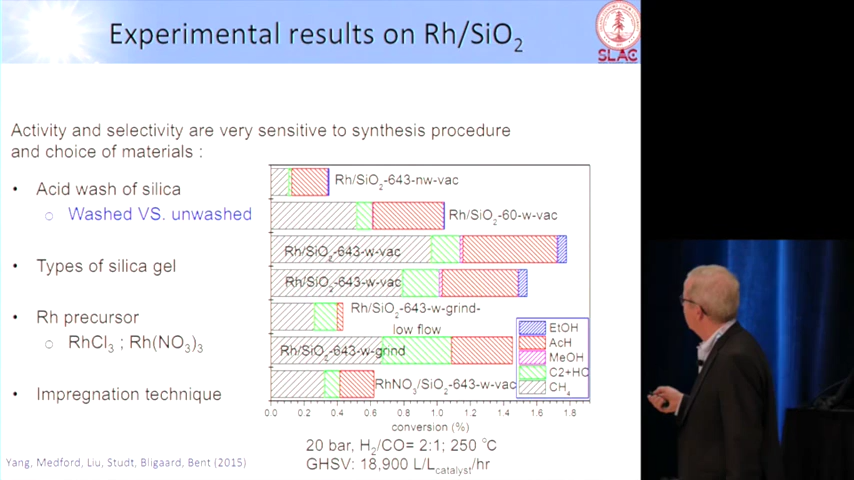 Experimental results on Rh/SiO2
SLAC
Activity and selectivity are very sensitive to synthesis procedure
and choice of materials :
• Acid wash of silica
○ Washed VS. unwashed
• Types of silica gel
• Rh precursor
○ RhCl3 ; Rh(NO3)3
• Impregnation technique
Rh/SiO2-643-nw-vac
Rh/SiO2-60-w-vac
Rh/SiO2-643-w-vac
Rh/SiO2-643-w-vac
Rh/SiO2-643-w-grind-
low flow
Rh/SiO2-643-w-grind
RhNO3/SiO2-643-w-vac
EtOH
AcH
MeOH
C2+HC
CH4
0.0 0.2 0.4 0.6 0.8 1.0 1.2 1.4 1.6 1.8
conversion (%)
20 bar, H2/CO= 2:1; 250 °C
GHSV: 18,900 L/Lcatalyst/hr
Yang, Medford, Liu, Studt, Bligaard, Bent (2015)